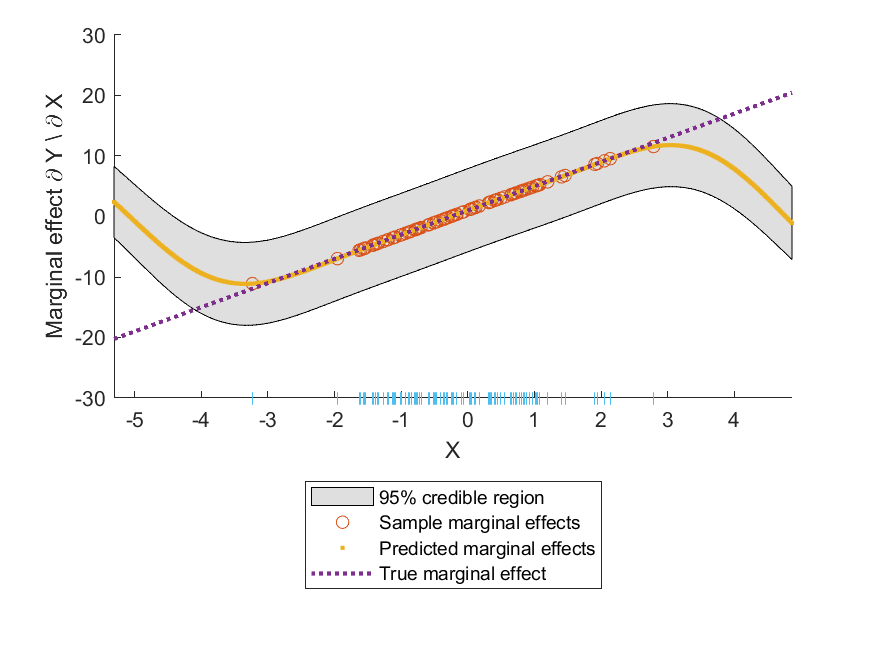 30
20
10
0
-10
-20
-30
Marginal effect ∂ Y \ ∂ X
-5 -4 -3 -2 -1 0 1 2 3 4
X
95% credible region
Sample marginal effects
Predicted marginal effects
True marginal effect